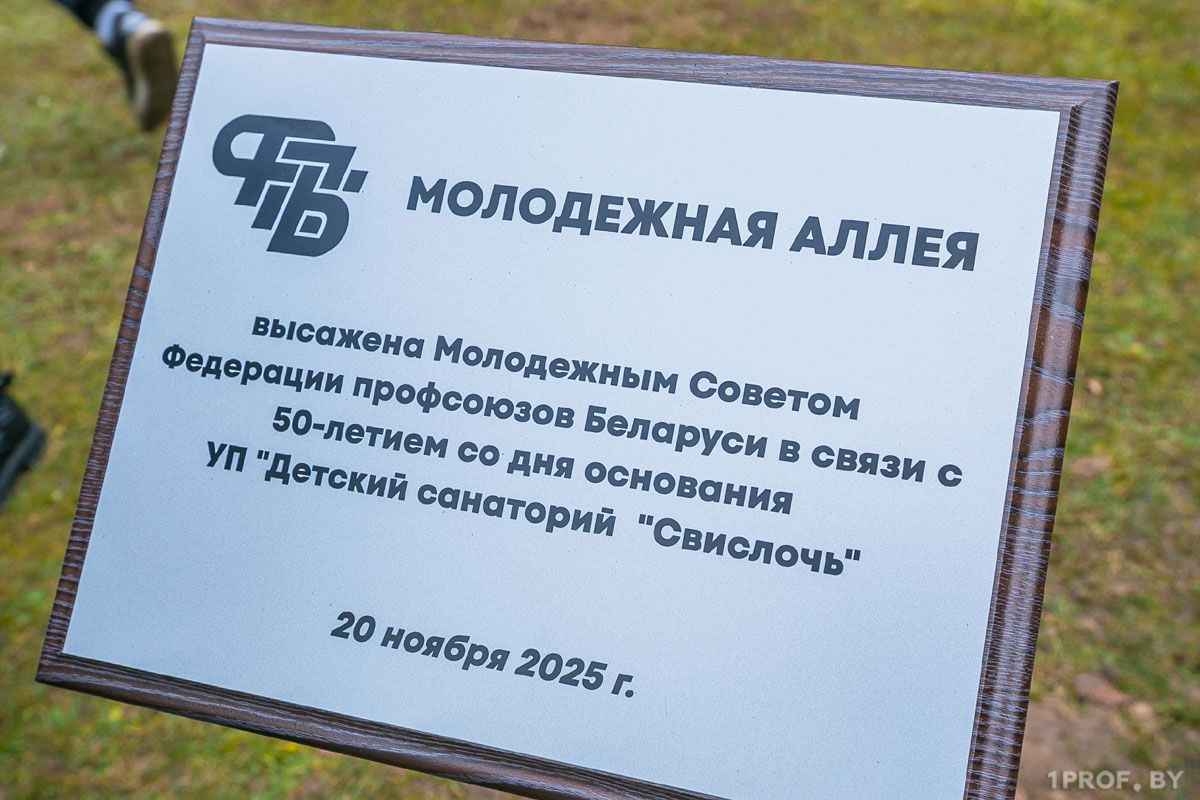 ФПБ
МОЛОДЕЖНАЯ АЛЛЕЯ
высажена Молодежным Советом
Федерации профсоюзов Беларуси в связи с
50-летием со дня основания
УП "Детский санаторий "Свислочь"
20 ноября 2025 г.
1PROF.BY